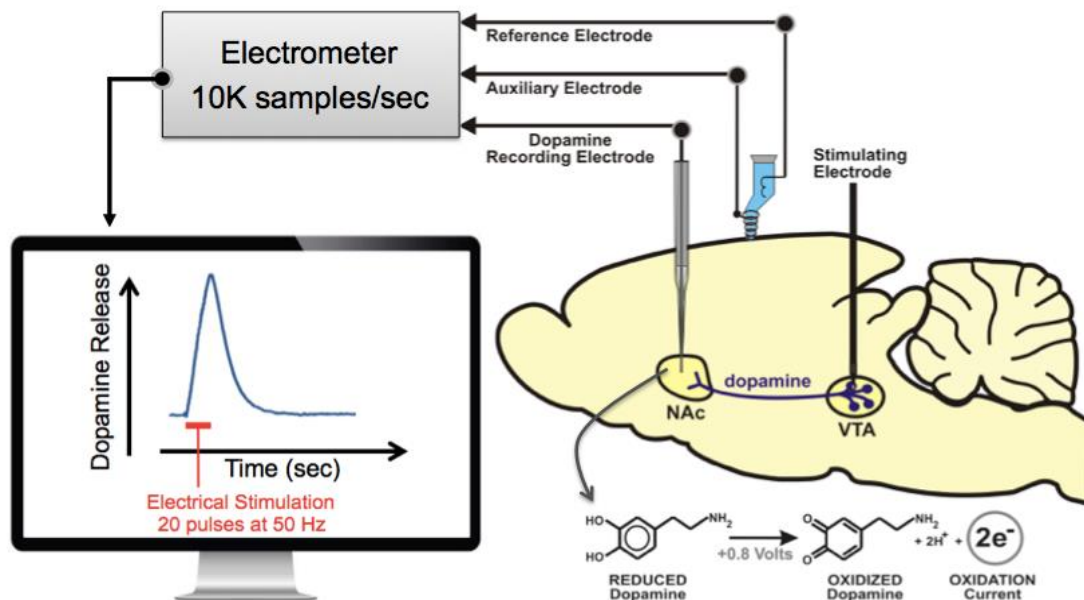 Electrometer
10K samples/sec
Reference Electrode
Auxiliary Electrode
Dopamine
Recording Electrode
Stimulating
Electrode
Dopamine Release
Time (sec)
Electrical Stimulation
20 pulses at 50 Hz
dopamine
NAc
VTA
HO
HO
NH₂
+0.8 Volts
O
O
NH₂
+ 2H⁺ +
2e⁻
REDUCED
Dopamine
OXIDIZED
Dopamine
OXIDATION
Current